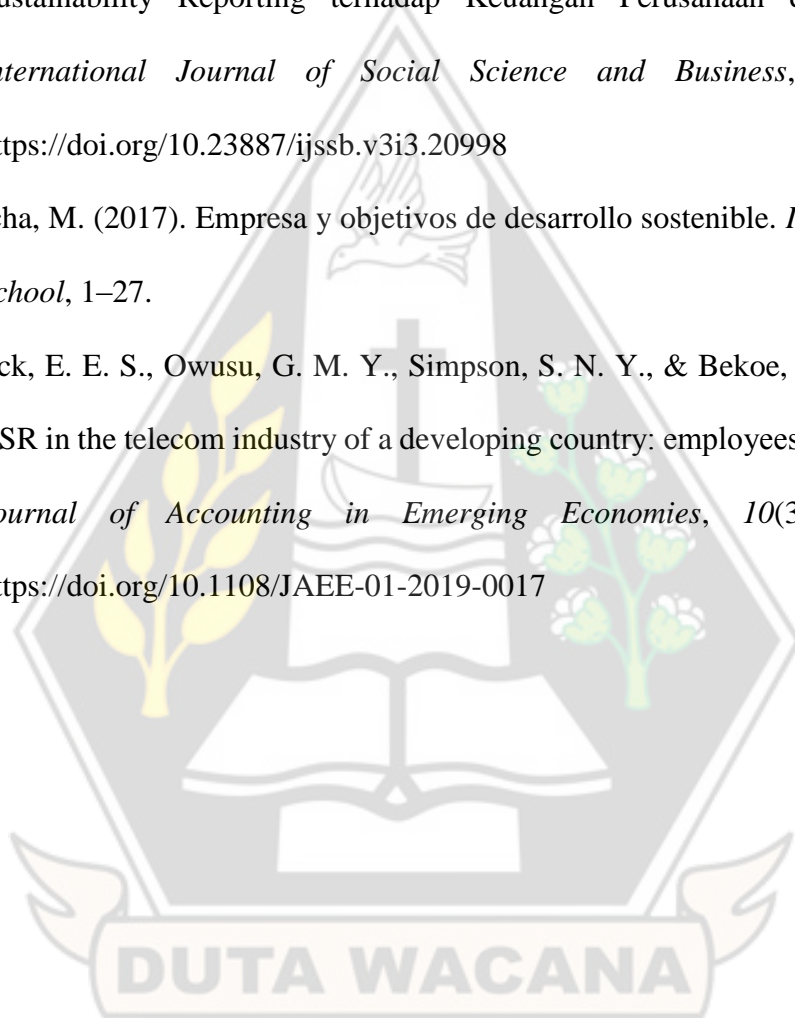 ustainability Reporting terhadap Keuangan Perusahaan
nternational Journal of Social Science and Business,
ttps://doi.org/10.23887/ijssb.v3i3.20998
cha, M. (2017). Empresa y objetivos de desarrollo sostenible. I
chool, 1–27.
ck, E. E. S., Owusu, G. M. Y., Simpson, S. N. Y., & Bekoe,
SR in the telecom industry of a developing country: employees
ournal of Accounting in Emerging Economies, 10(3
ttps://doi.org/10.1108/JAEE-01-2019-0017
DUTA WACANA